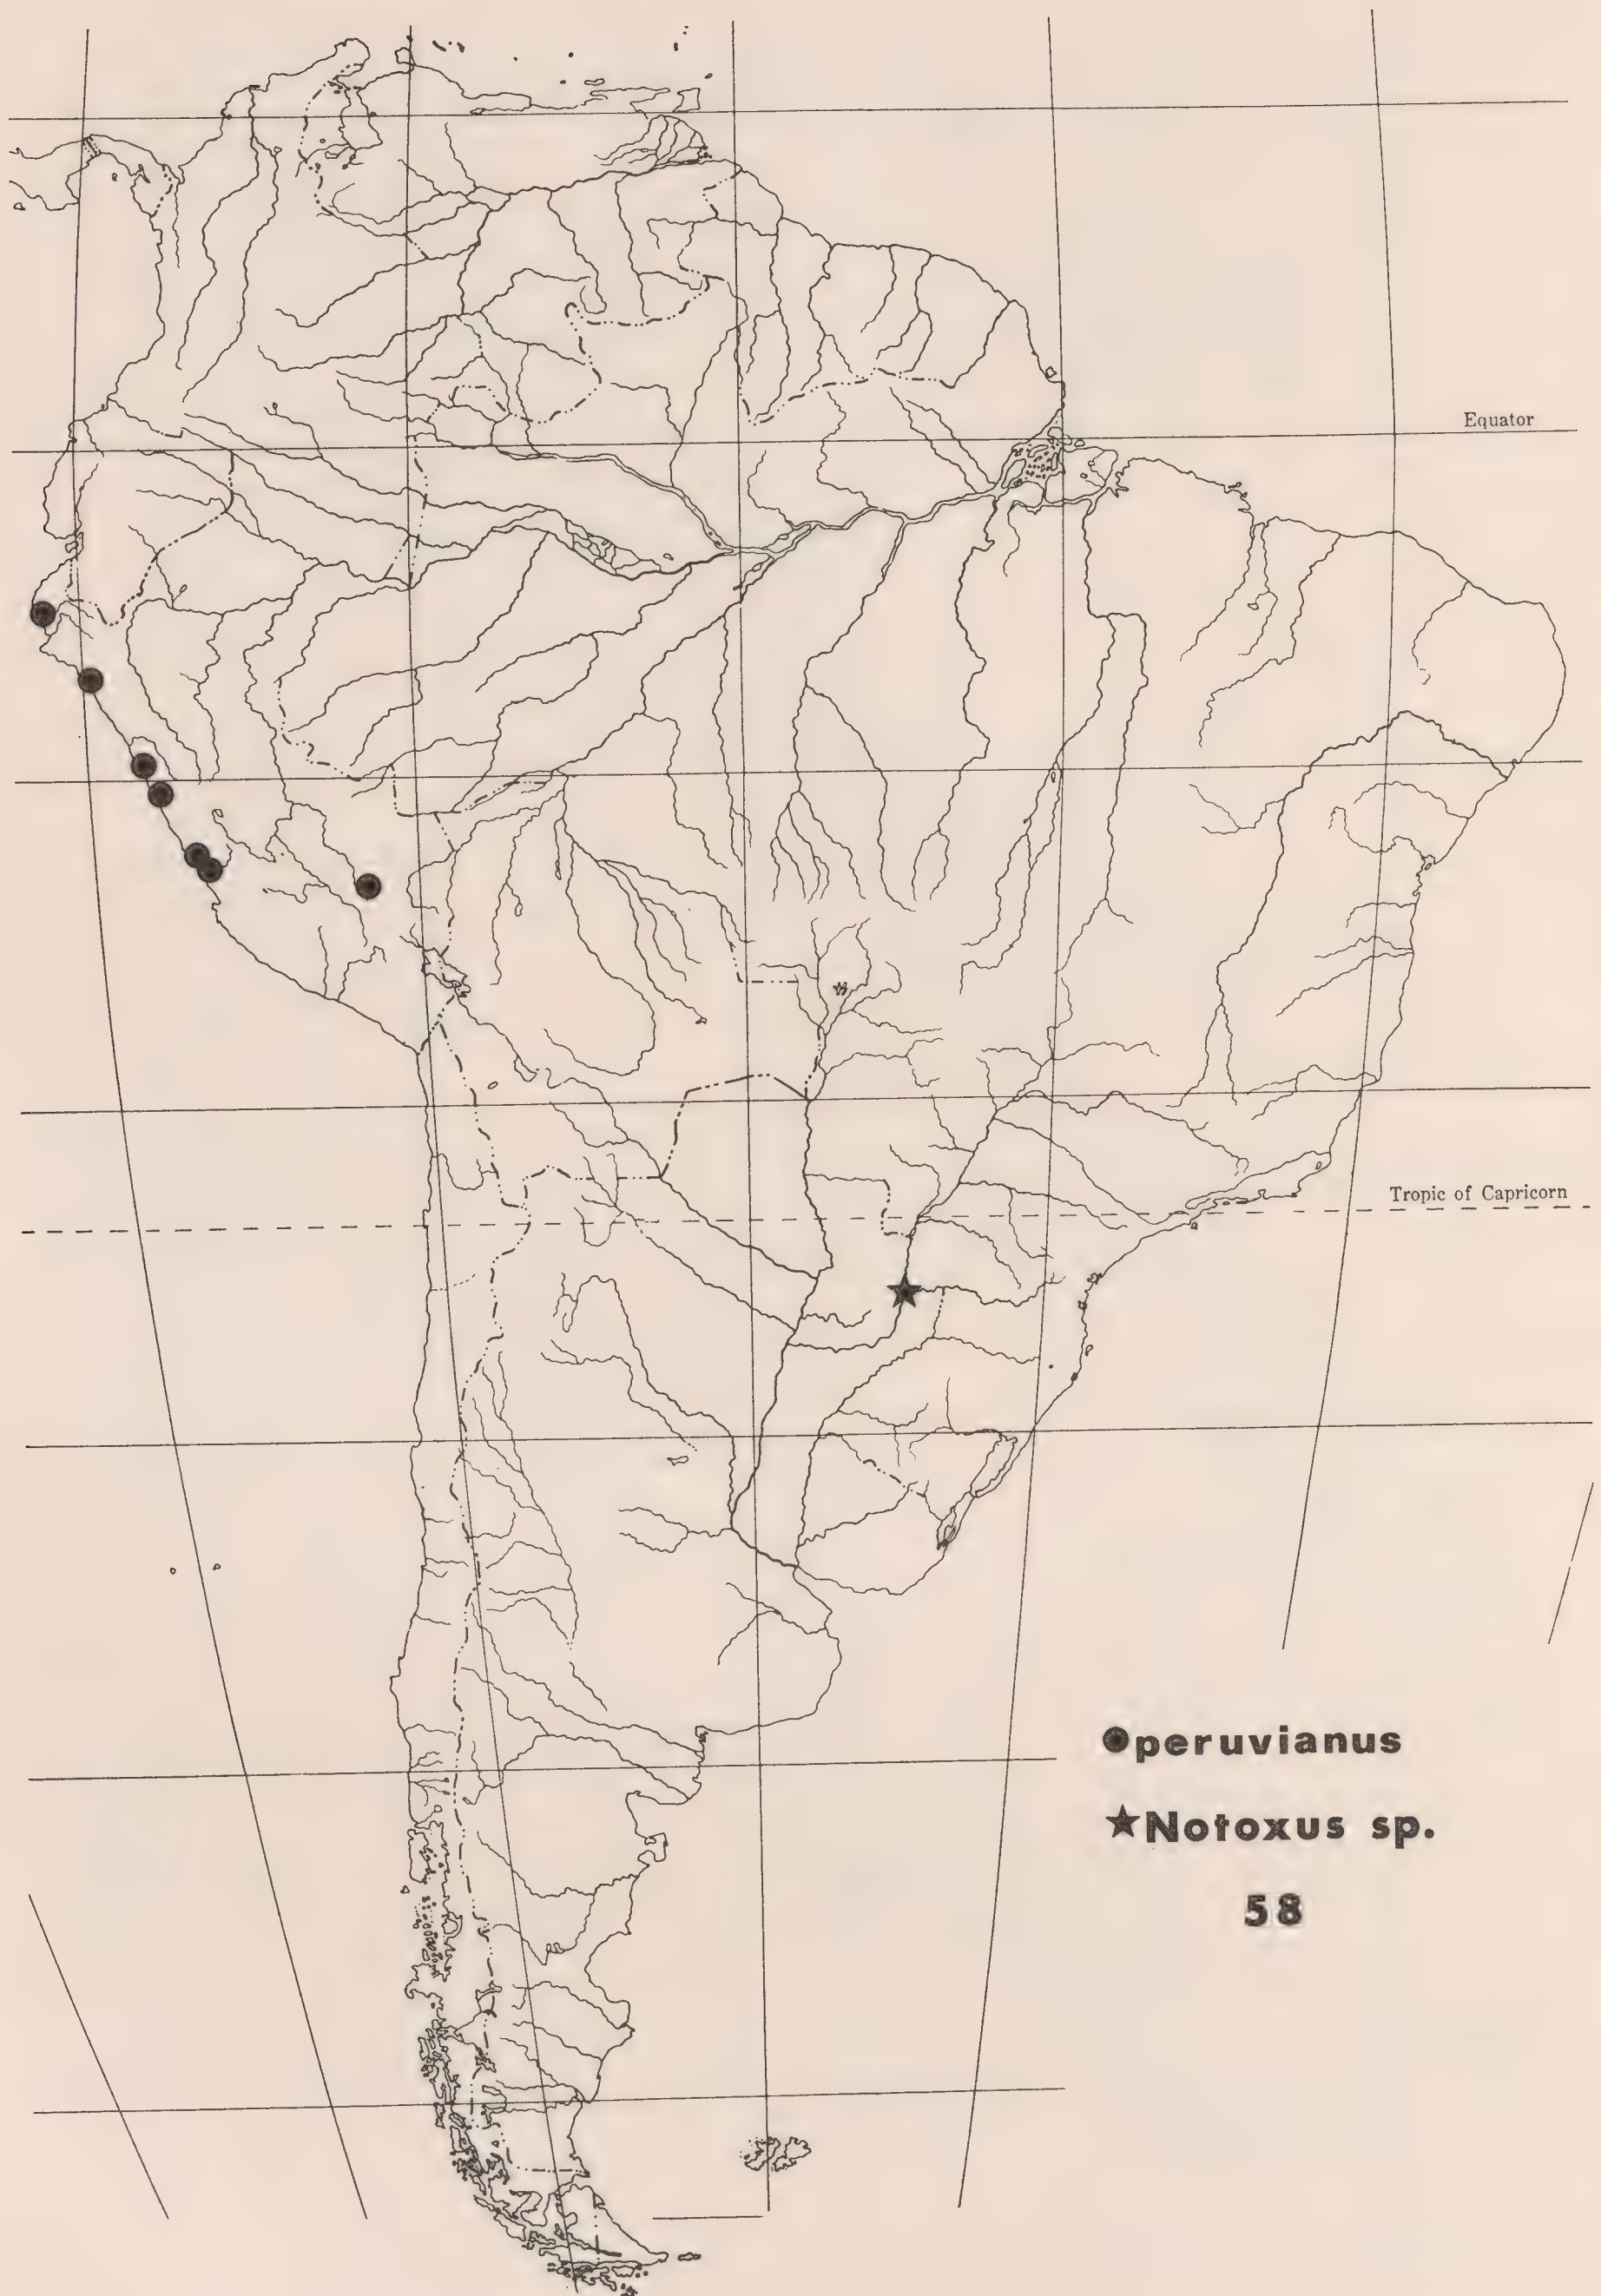 Equator
Tropic of Capricorn
peruvianus
Notoxus sp.
58